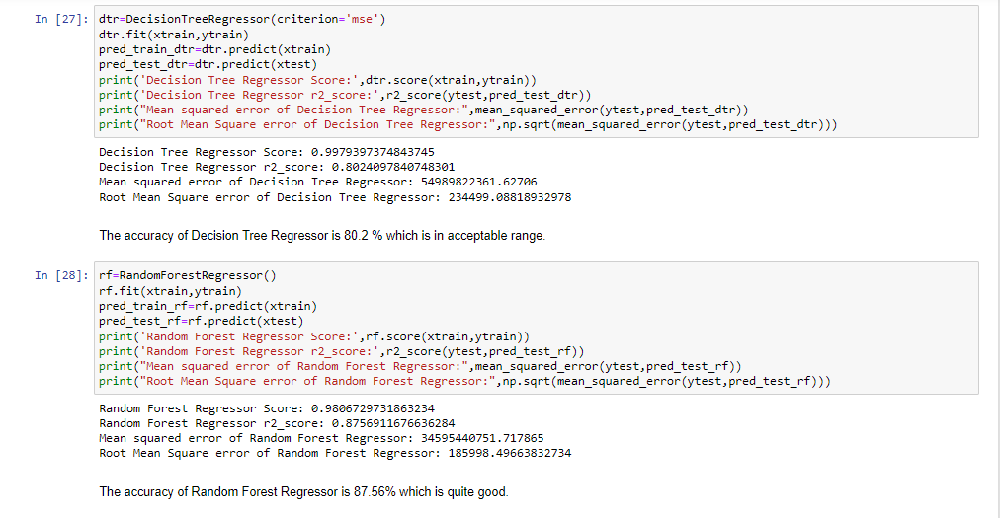 In [27]: dtr=DecisionTreeRegressor(criterion='mse')
dtr.fit(xtrain,ytrain)
pred_train_dtr=dtr.predict(xtrain)
pred_test_dtr=dtr.predict(xtest)
print('Decision Tree Regressor Score:',dtr.score(xtrain,ytrain))
print('Decision Tree Regressor r2_score:',r2_score(ytest,pred_test_dtr))
print("Mean squared error of Decision Tree Regressor:",mean_squared_error(ytest,pred_test_dtr))
print("Root Mean Square error of Decision Tree Regressor:",np.sqrt(mean_squared_error(ytest,pred_test_dtr)))
Decision Tree Regressor Score: 0.9979397374843745
Decision Tree Regressor r2_score: 0.8024097840748301
Mean squared error of Decision Tree Regressor: 54989822361.62706
Root Mean Square error of Decision Tree Regressor: 234499.08818932978
The accuracy of Decision Tree Regressor is 80.2 % which is in acceptable range.
In [28]: rf=RandomForestRegressor()
rf.fit(xtrain,ytrain)
pred_train_rf=rf.predict(xtrain)
pred_test_rf=rf.predict(xtest)
print('Random Forest Regressor Score:',rf.score(xtrain,ytrain))
print('Random Forest Regressor r2_score:',r2_score(ytest,pred_test_rf))
print("Mean squared error of Random Forest Regressor:",mean_squared_error(ytest,pred_test_rf))
print("Root Mean Square error of Random Forest Regressor:",np.sqrt(mean_squared_error(ytest,pred_test_rf)))
Random Forest Regressor Score: 0.9806729731863234
Random Forest Regressor r2_score: 0.8756911676636284
Mean squared error of Random Forest Regressor: 34595440751.717865
Root Mean Square error of Random Forest Regressor: 185998.49663832734
The accuracy of Random Forest Regressor is 87.56% which is quite good.